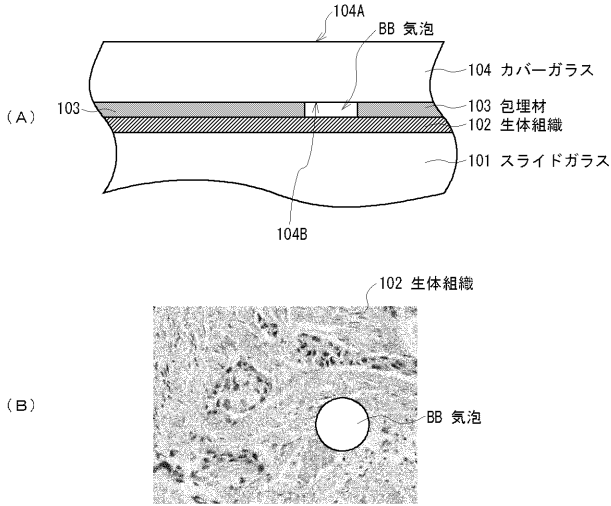 104A
BB 気泡
104 カバーガラス
(A)
103
103 包埋材
102 生体組織
101 スライドガラス
104B
102 生体組織
(B)
BB 気泡